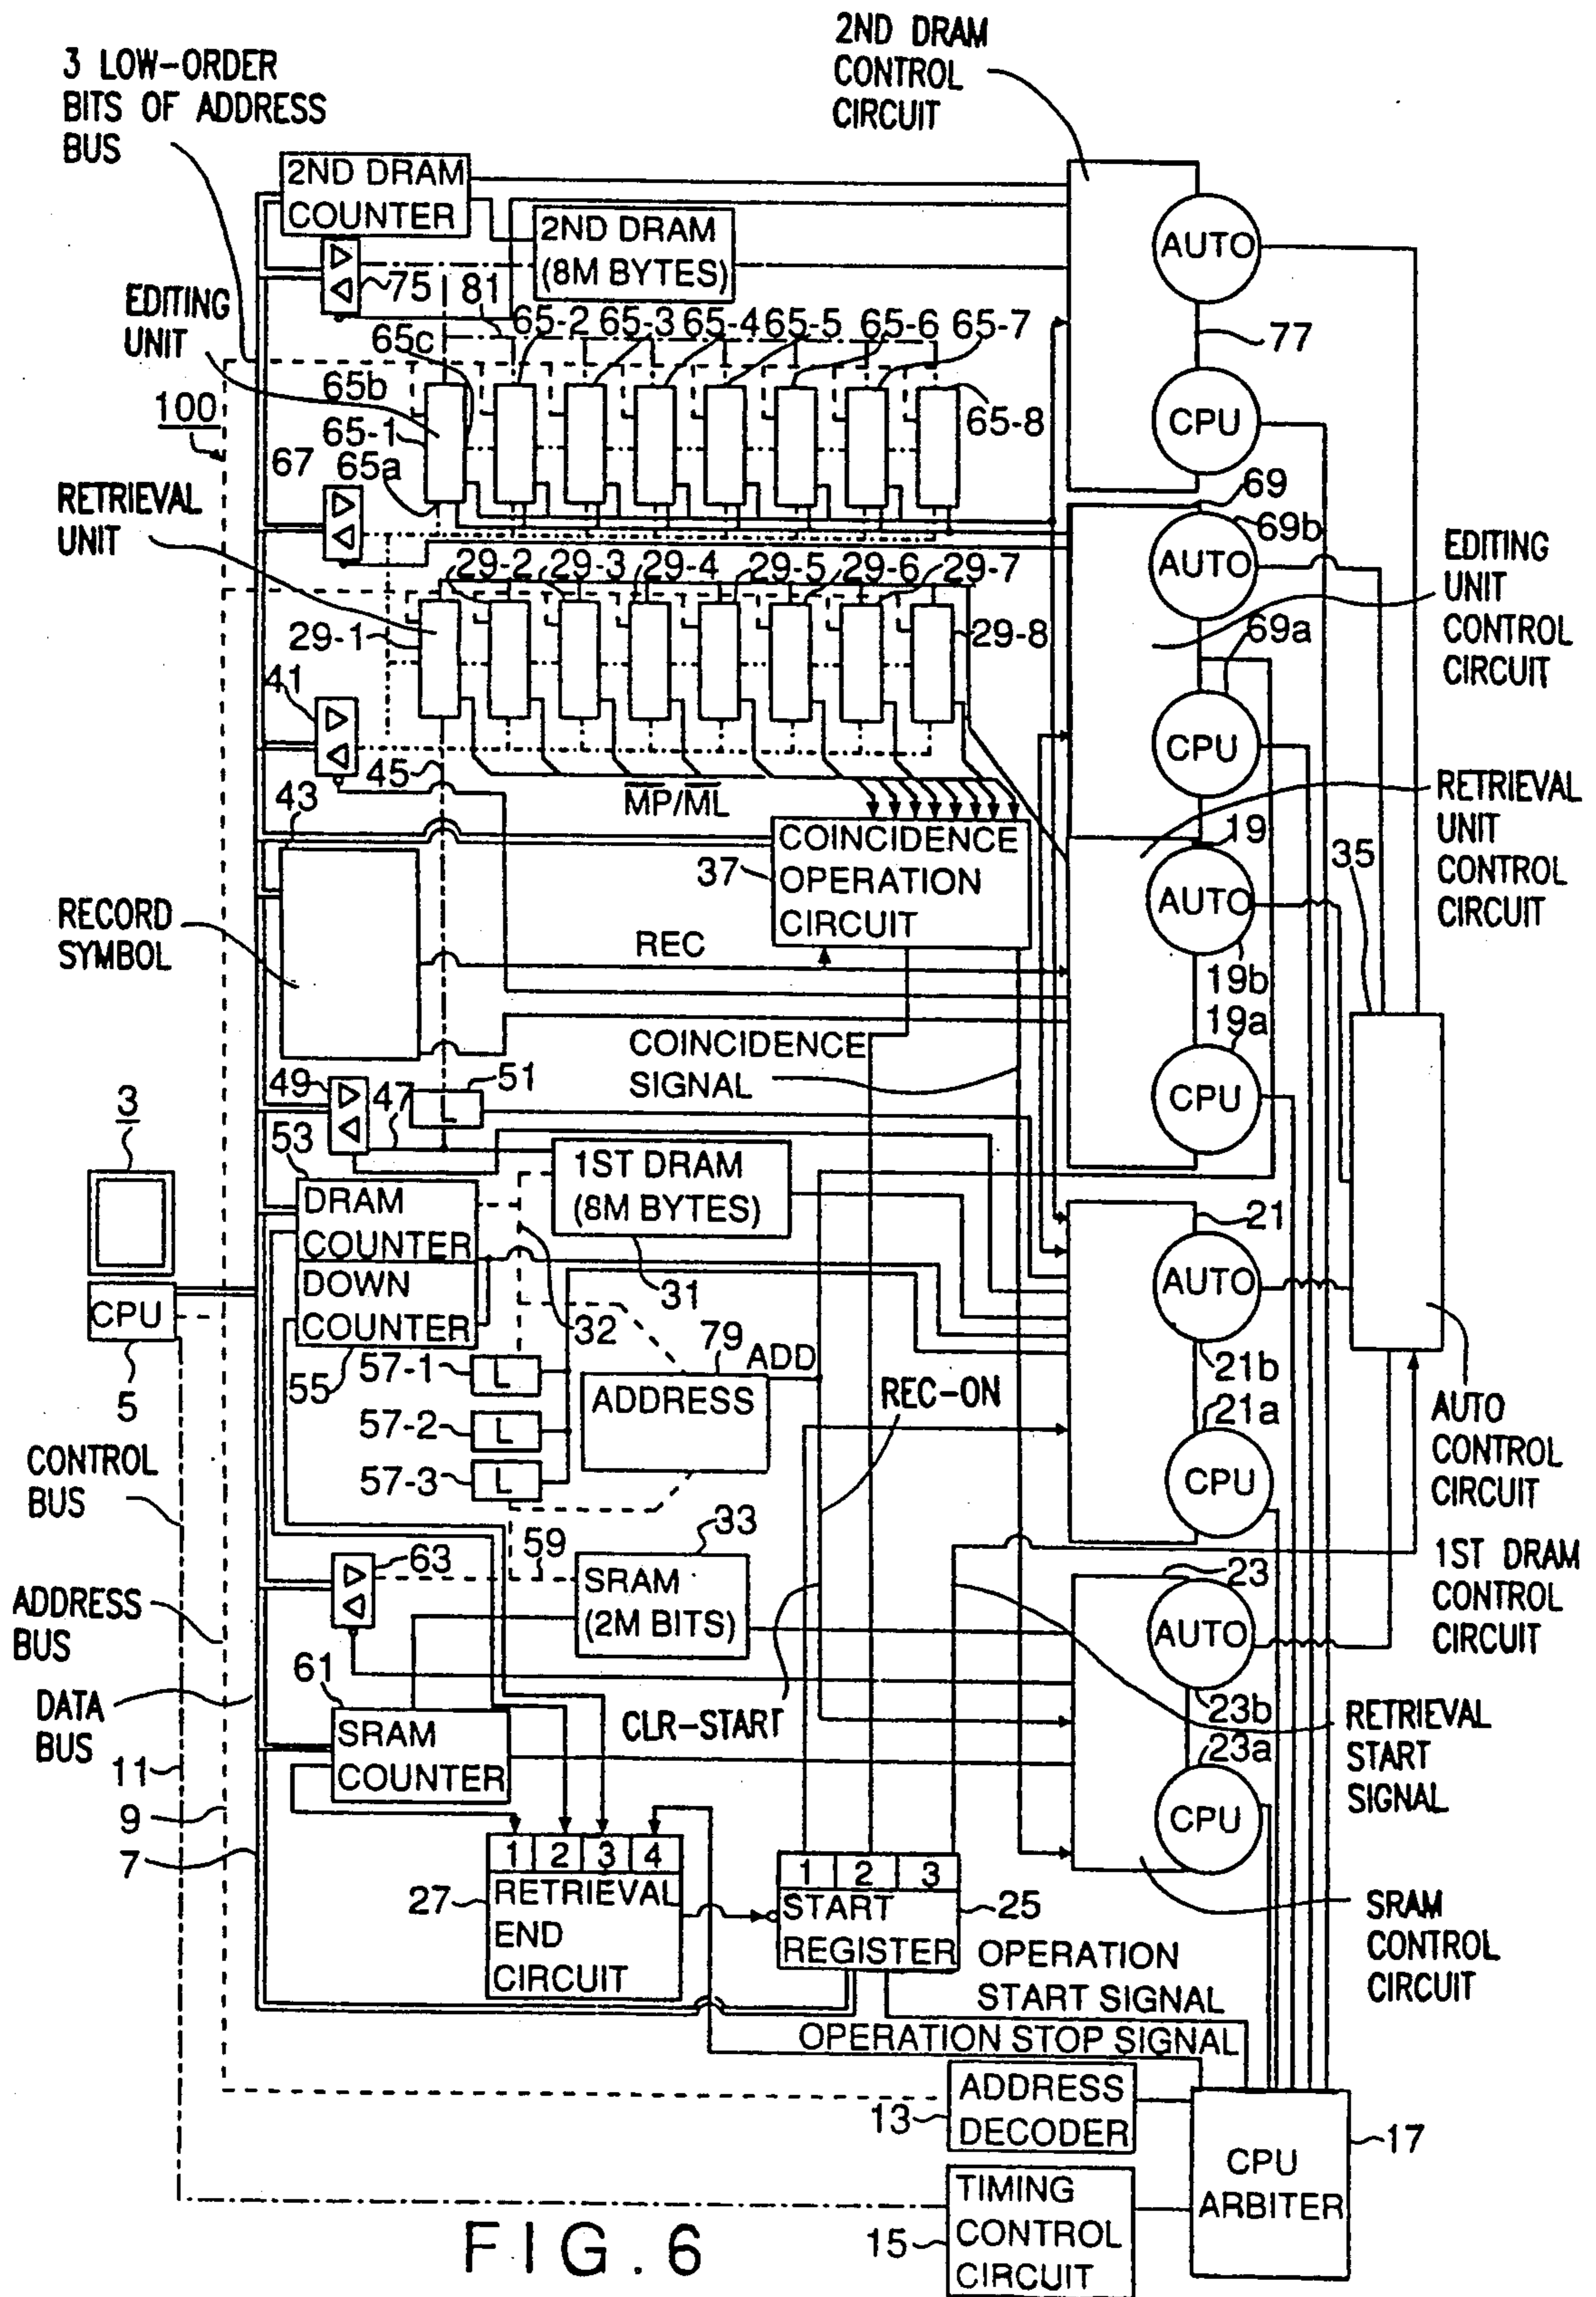 2ND DRAM
CONTROL
CIRCUIT
3 LOW-ORDER
BITS OF ADDRESS
BUS
2ND DRAM
COUNTER
2ND DRAM
(8M BYTES)
AUTO
75
81
EDITING
UNIT
65c
65-2
65-3
65-4
65-5
65-6
65-7
77
65b
100
65-1
65-8
CPU
67
65a
69
69b
RETRIEVAL
UNIT
AUTO
EDITING
UNIT
CONTROL
CIRCUIT
29-2
29-3
29-4
29-5
29-6
29-7
29-1
29-8
69a
41
CPU
45
MP/ML
43
RETRIEVAL
UNIT
CONTROL
CIRCUIT
COINCIDENCE
OPERATION
CIRCUIT
37
19
35
AUTO
RECORD
SYMBOL
REC
19b
19a
COINCIDENCE
SIGNAL
49
47
51
L
CPU
3
53
1ST DRAM
(8M BYTES)
DRAM
COUNTER
21
DOWN
COUNTER
31
AUTO
CPU
32
5
55
57-1
L
79
ADD
21b
ADDRESS
REC-ON
21a
AUTO
CONTROL
CIRCUIT
57-2
L
57-3
L
CPU
CONTROL
BUS
33
59
63
SRAM
(2M BITS)
23
1ST DRAM
CONTROL
CIRCUIT
ADDRESS
BUS
AUTO
61
DATA
BUS
SRAM
COUNTER
CLR-START
23b
23a
RETRIEVAL
START
SIGNAL
11
9
CPU
7
1 2 3 4
RETRIEVAL
END
CIRCUIT
27
1 2 3
START
REGISTER
25
SRAM
CONTROL
CIRCUIT
OPERATION
START SIGNAL
OPERATION STOP SIGNAL
ADDRESS
DECODER
13
CPU
ARBITER
17
TIMING
CONTROL
CIRCUIT
15
FIG. 6